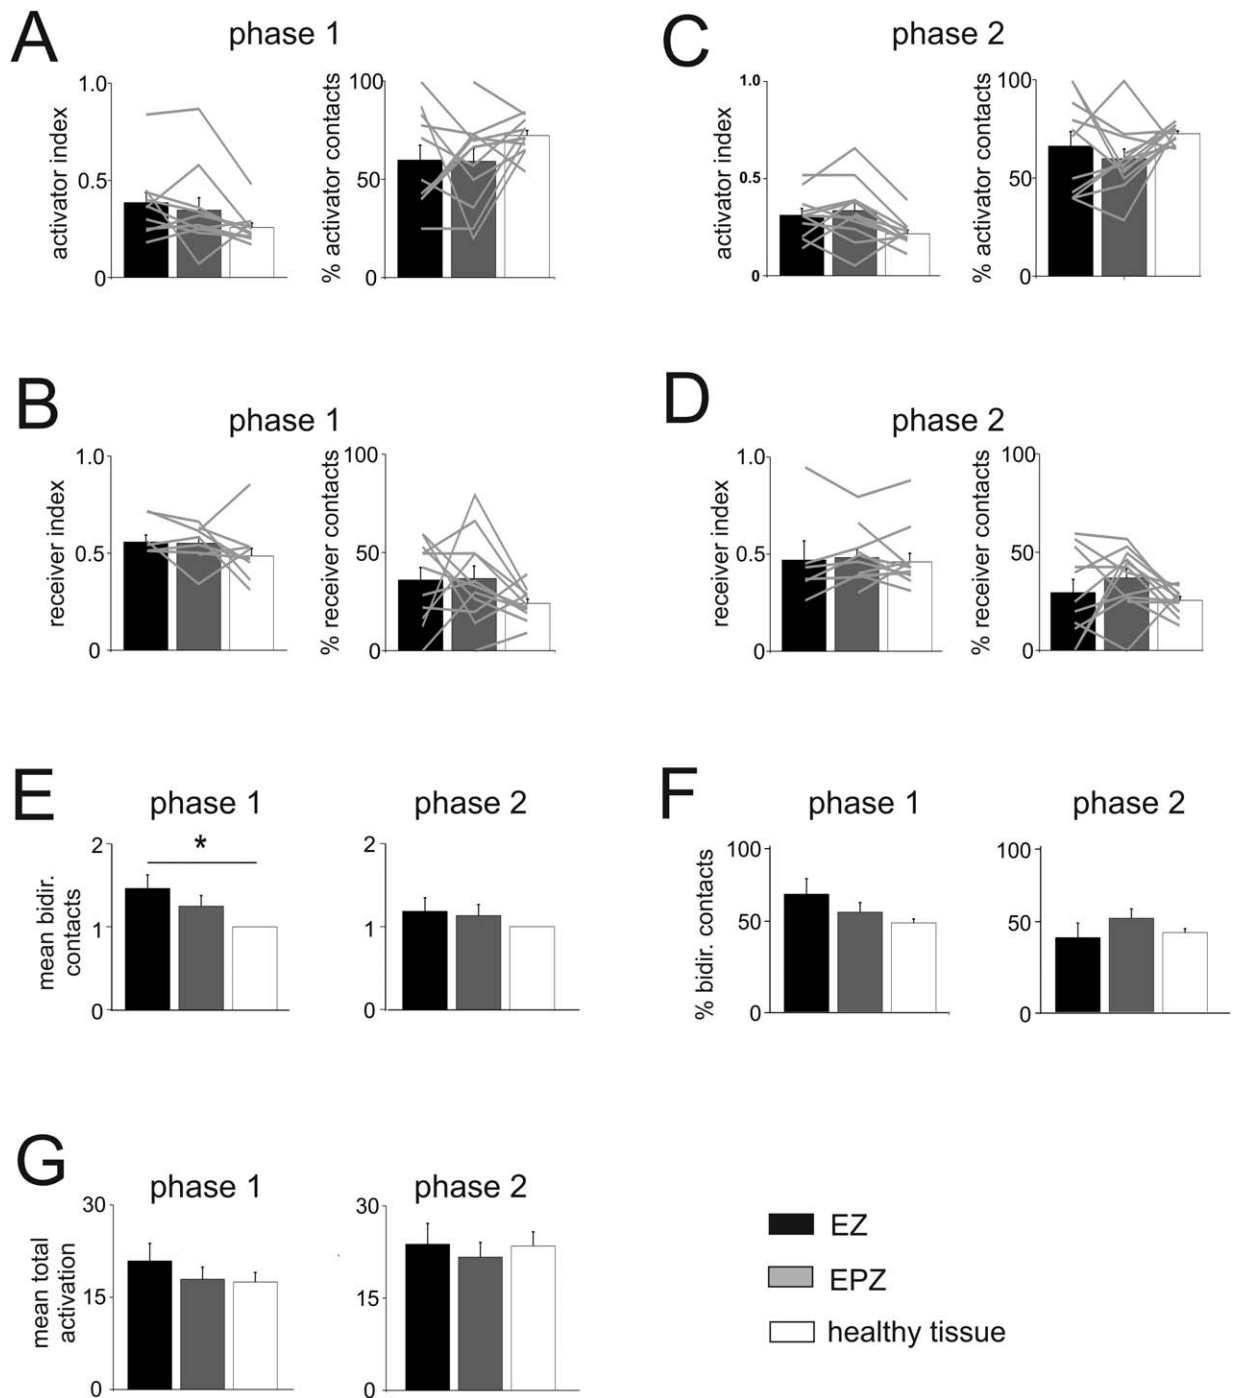 A
phase 1
activator index
1.0
0.5
0
% activator contacts
100
50
0
C
phase 2
activator index
1.0
0.5
0
% activator contacts
100
50
0
B
phase 1
receiver index
1.0
0.5
0
% receiver contacts
100
50
0
D
phase 2
receiver index
1.0
0.5
0
% receiver contacts
100
50
0
E
phase 1
mean bidir.
contacts
2
1
0
*
phase 2
2
1
0
F
phase 1
% bidir. contacts
100
50
0
phase 2
100
50
0
G
phase 1
mean total
activation
30
15
0
phase 2
30
15
0
EZ
EPZ
healthy tissue